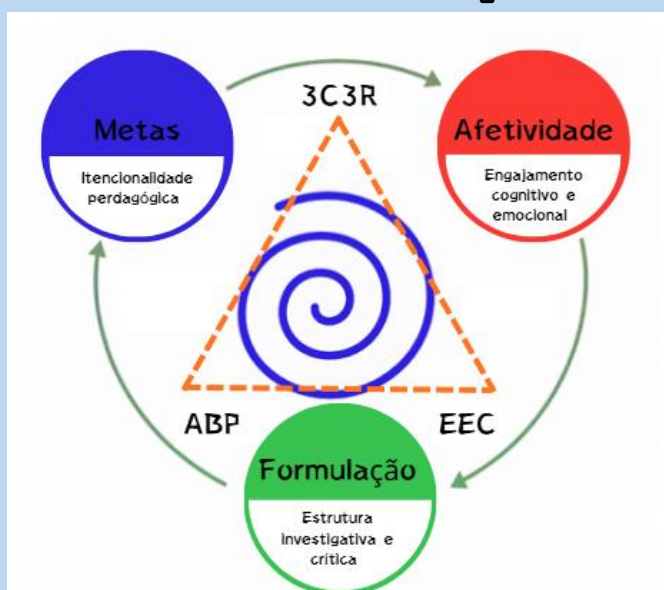 3C3R
Metas
Itencionalidade
perdagógica
Afetividade
Engajamento
cognitivo e
emocional
ABP
EEC
Formulação
Estrutura
investigativa e
crítica